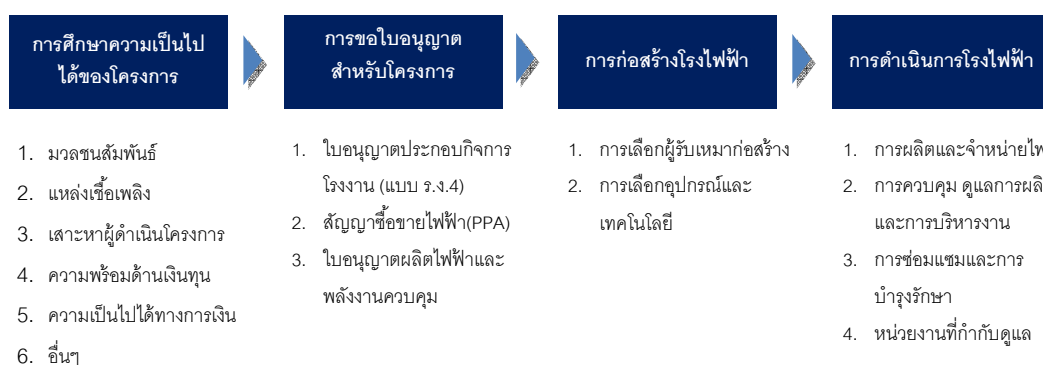 การศึกษาความเป็นไป
ได้ของโครงการ
1. มวลชนสัมพันธ์
2. แหล่งเชื้อเพลิง
3. เสาะหาผู้ดำเนินโครงการ
4. ความพร้อมด้านเงินทุน
5. ความเป็นไปได้ทางการเงิน
6. อื่นๆ
การขอใบอนุญาต
สำหรับโครงการ
1. ใบอนุญาตประกอบกิจการ
โรงงาน (แบบ ร.ง.4)
2. สัญญาซื้อขายไฟฟ้า(PPA)
3. ใบอนุญาตผลิตไฟฟ้าและ
พลังงานควบคุม
การก่อสร้างโรงไฟฟ้า
1. การเลือกผู้รับเหมาก่อสร้าง
2. การเลือกอุปกรณ์และ
เทคโนโลยี
การดำเนินการโรงไฟฟ้า
1. การผลิตและจำหน่าย
2. การควบคุม ดูแลการ
และการบริหารงาน
3. การซ่อมแซมและการ
บำรุงรักษา
4. หน่วยงานที่กำกับดูแล